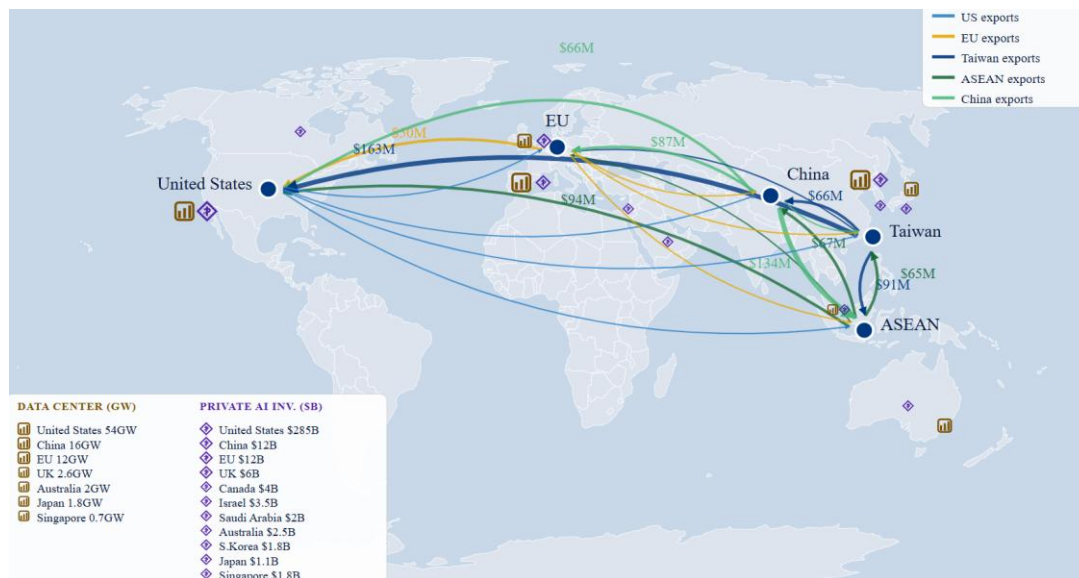 US exports
EU exports
Taiwan exports
ASEAN exports
China exports
$66M
$30M
$163M
EU
$87M
United States
China
$94M
$66M
Taiwan
$67M
$134M
$65M
$91M
ASEAN
DATA CENTER (GW)
United States 54GW
China 16GW
EU 12GW
UK 2.6GW
Australia 2GW
Japan 1.8GW
Singapore 0.7GW
PRIVATE AI INV. ($B)
United States $285B
China $12B
EU $12B
UK $6B
Canada $4B
Israel $3.5B
Saudi Arabia $2B
Australia $2.5B
S.Korea $1.8B
Japan $1.1B
Singapore $1.8B